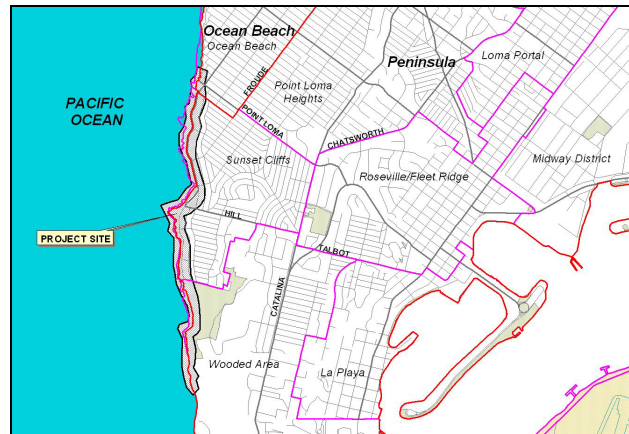 Ocean Beach
Ocean Beach
Peninsula
Loma Portal
FROUDE
Point Loma
Heights
PACIFIC
OCEAN
POINT LOMA
CHATSWORTH
Sunset Cliffs
Midway District
Roseville/Fleet Ridge
HILL
PROJECT SITE
TALBOT
CATALINA
Wooded Area
La Playa